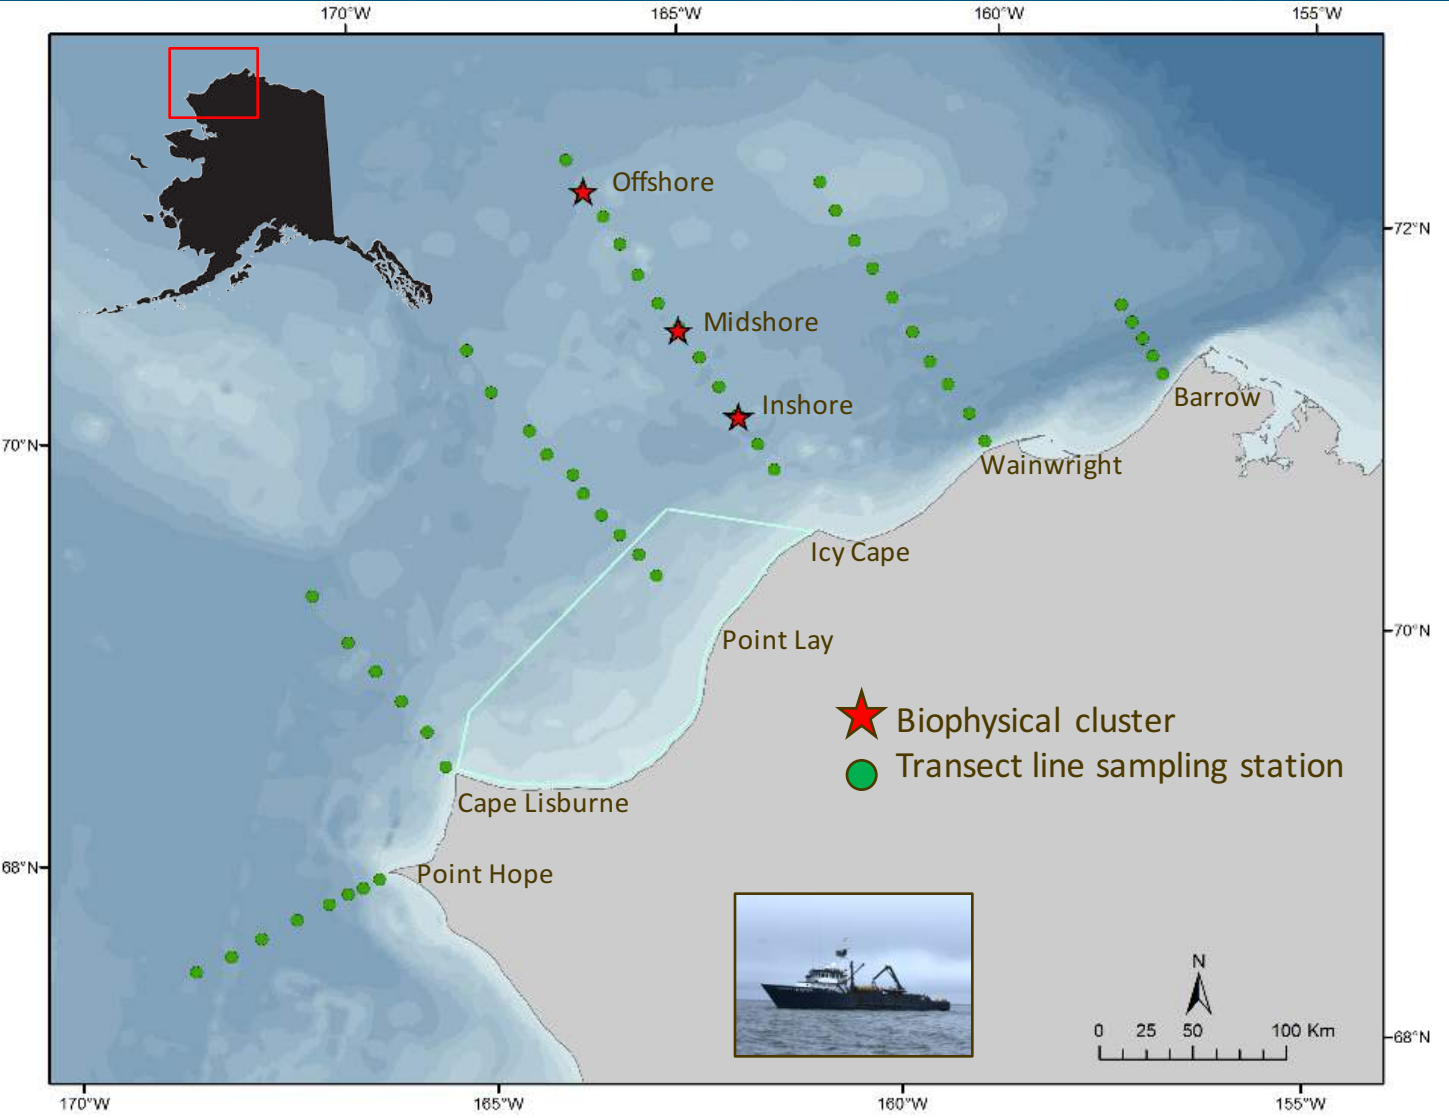 170°W
165°W
160°W
155°W
Offshore
72°N
Midshore
Barrow
Inshore
70°N
Wainwright
Icy Cape
70°N
Point Lay
Biophysical cluster
Transect line sampling station
Cape Lisburne
68°N
Point Hope
N
0 25 50 100 Km
68°N
170°W
165°W
160°W
155°W